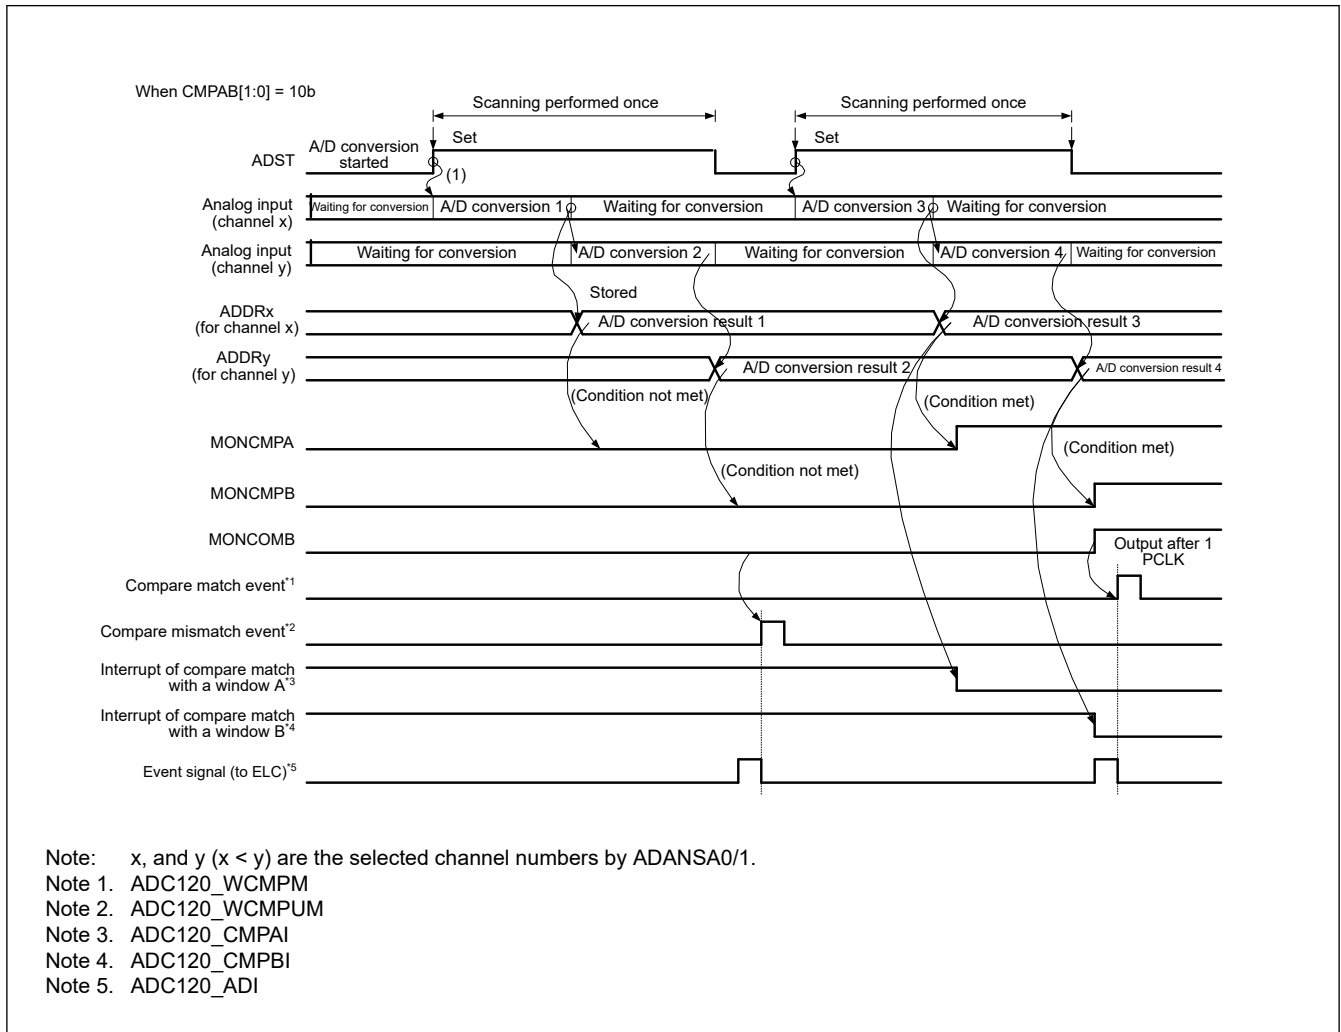 When CMPAB[1:0] = 10b
Scanning performed once
Scanning performed once
ADST
A/D conversion
started
Set
Set
(1)
Analog input
(channel x)
Waiting for conversion
A/D conversion 1
Waiting for conversion
A/D conversion 3
Waiting for conversion
Analog input
(channel y)
Waiting for conversion
A/D conversion 2
Waiting for conversion
A/D conversion 4
Waiting for conversion
Stored
ADDRx
(for channel x)
A/D conversion result 1
A/D conversion result 3
ADDRy
(for channel y)
A/D conversion result 2
A/D conversion result 4
(Condition not met)
(Condition met)
MONCMPA
(Condition met)
(Condition not met)
MONCMPB
MONCOMB
Output after 1
PCLK
Compare match event*1
Compare mismatch event*2
Interrupt of compare match
with a window A*3
Interrupt of compare match
with a window B*4
Event signal (to ELC)*5
Note: x, and y (x < y) are the selected channel numbers by ADANSA0/1.
Note 1. ADC120_WCMPM
Note 2. ADC120_WCMPUM
Note 3. ADC120_CMPAI
Note 4. ADC120_CMPBI
Note 5. ADC120_ADI